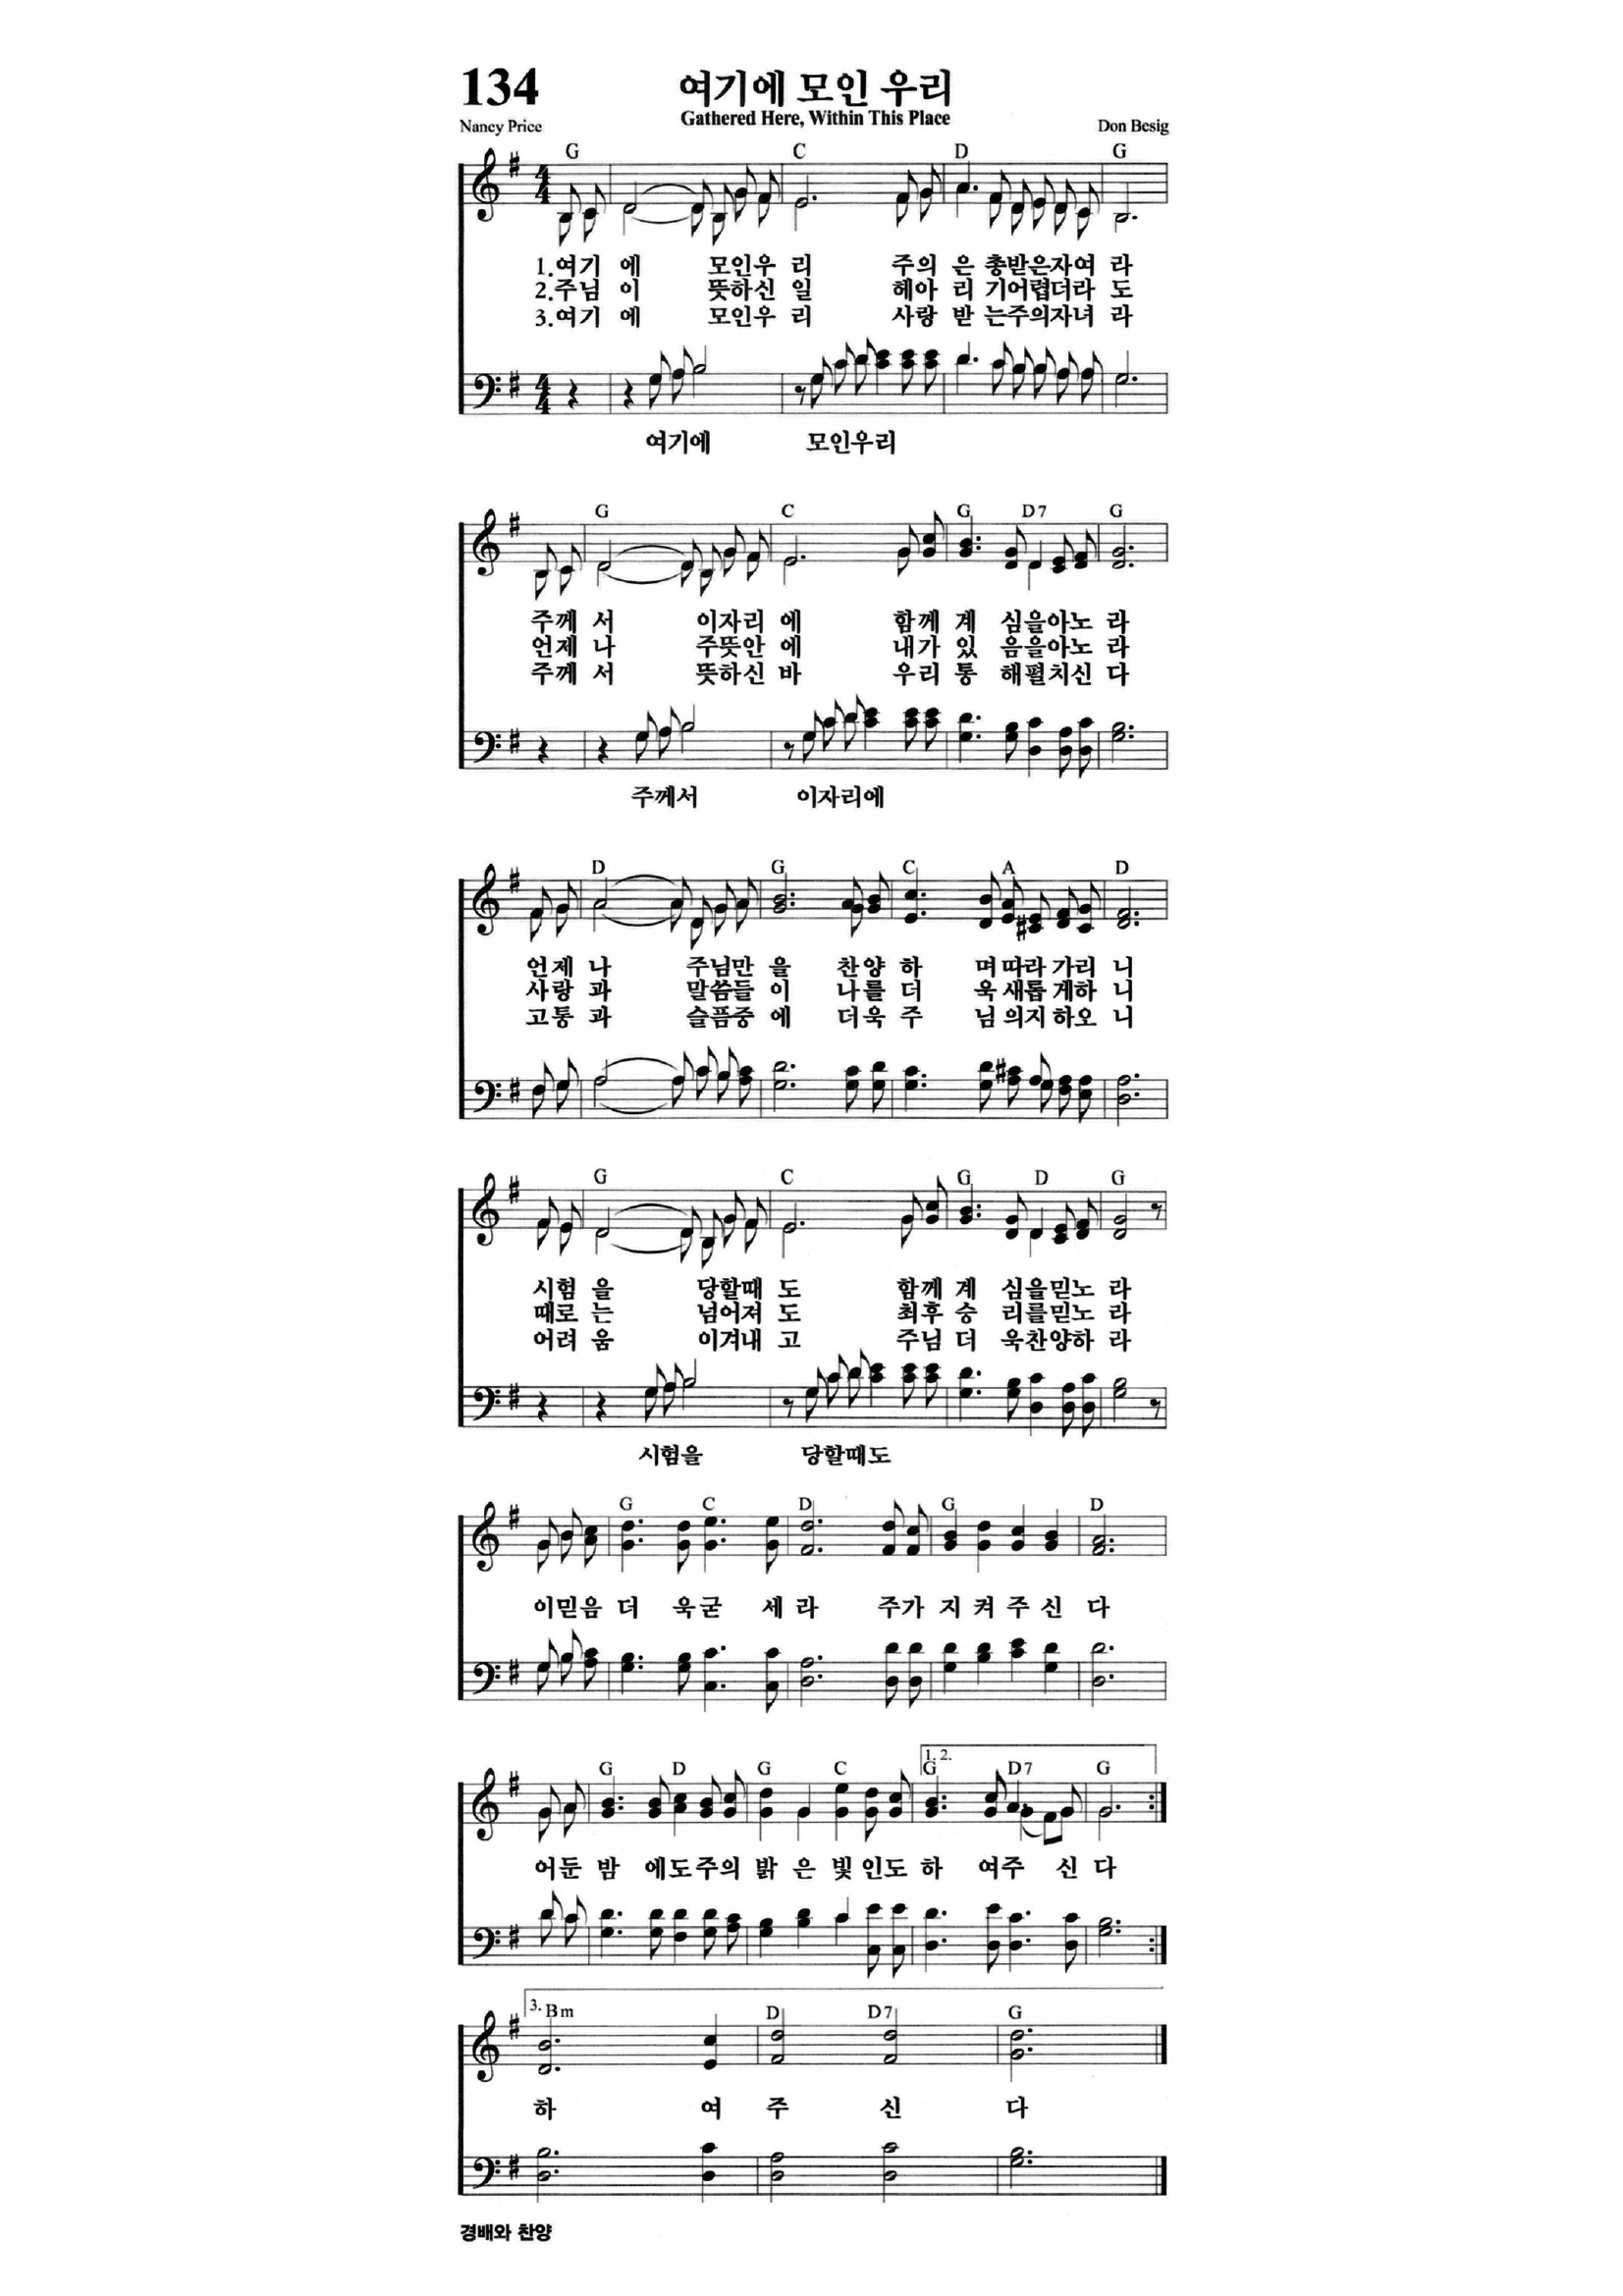 134
여기에 모인 우리
Gathered Here, Within This Place
Nancy Price
Don Besig
G C D G
1.여기 에 모인우 리 주의 은 총받은자여 라
2.주님 이 뜻하신 일 헤아 리 기어렵더라 도
3.여기 에 모인우 리 사랑 받 는주의자녀 라
여기에 모인우리
G C G D7 G
주께 서 이자리 에 함께 계 심을아노 라
언제 나 주뜻안 에 내가 있 음을아노 라
주께 서 뜻하신 바 우리 통 해펼치신 다
주께서 이자리에
D G C A D
언제 나 주님만 을 찬양 하 며따라 가리 니
사랑 과 말씀들 이 나를 더 욱새롭 게하 니
고통 과 슬픔중 에 더욱 주 님의지 하오 니
G C G D G
시험 을 당할때 도 함께 계 심을믿노 라
때로 는 넘어져 도 최후 승 리를믿노 라
어려 움 이겨내 고 주님 더 욱찬양하 라
시험을 당할때도
G C D G D
이믿음 더 욱굳 세 라 주가 지 켜 주 신 다
1. 2.
G D G C G D7 G
어둔 밤 에도주의 밝 은 빛 인도 하 여주 신 다
3. Bm D D7 G
하 여 주 신 다
경배와 찬양